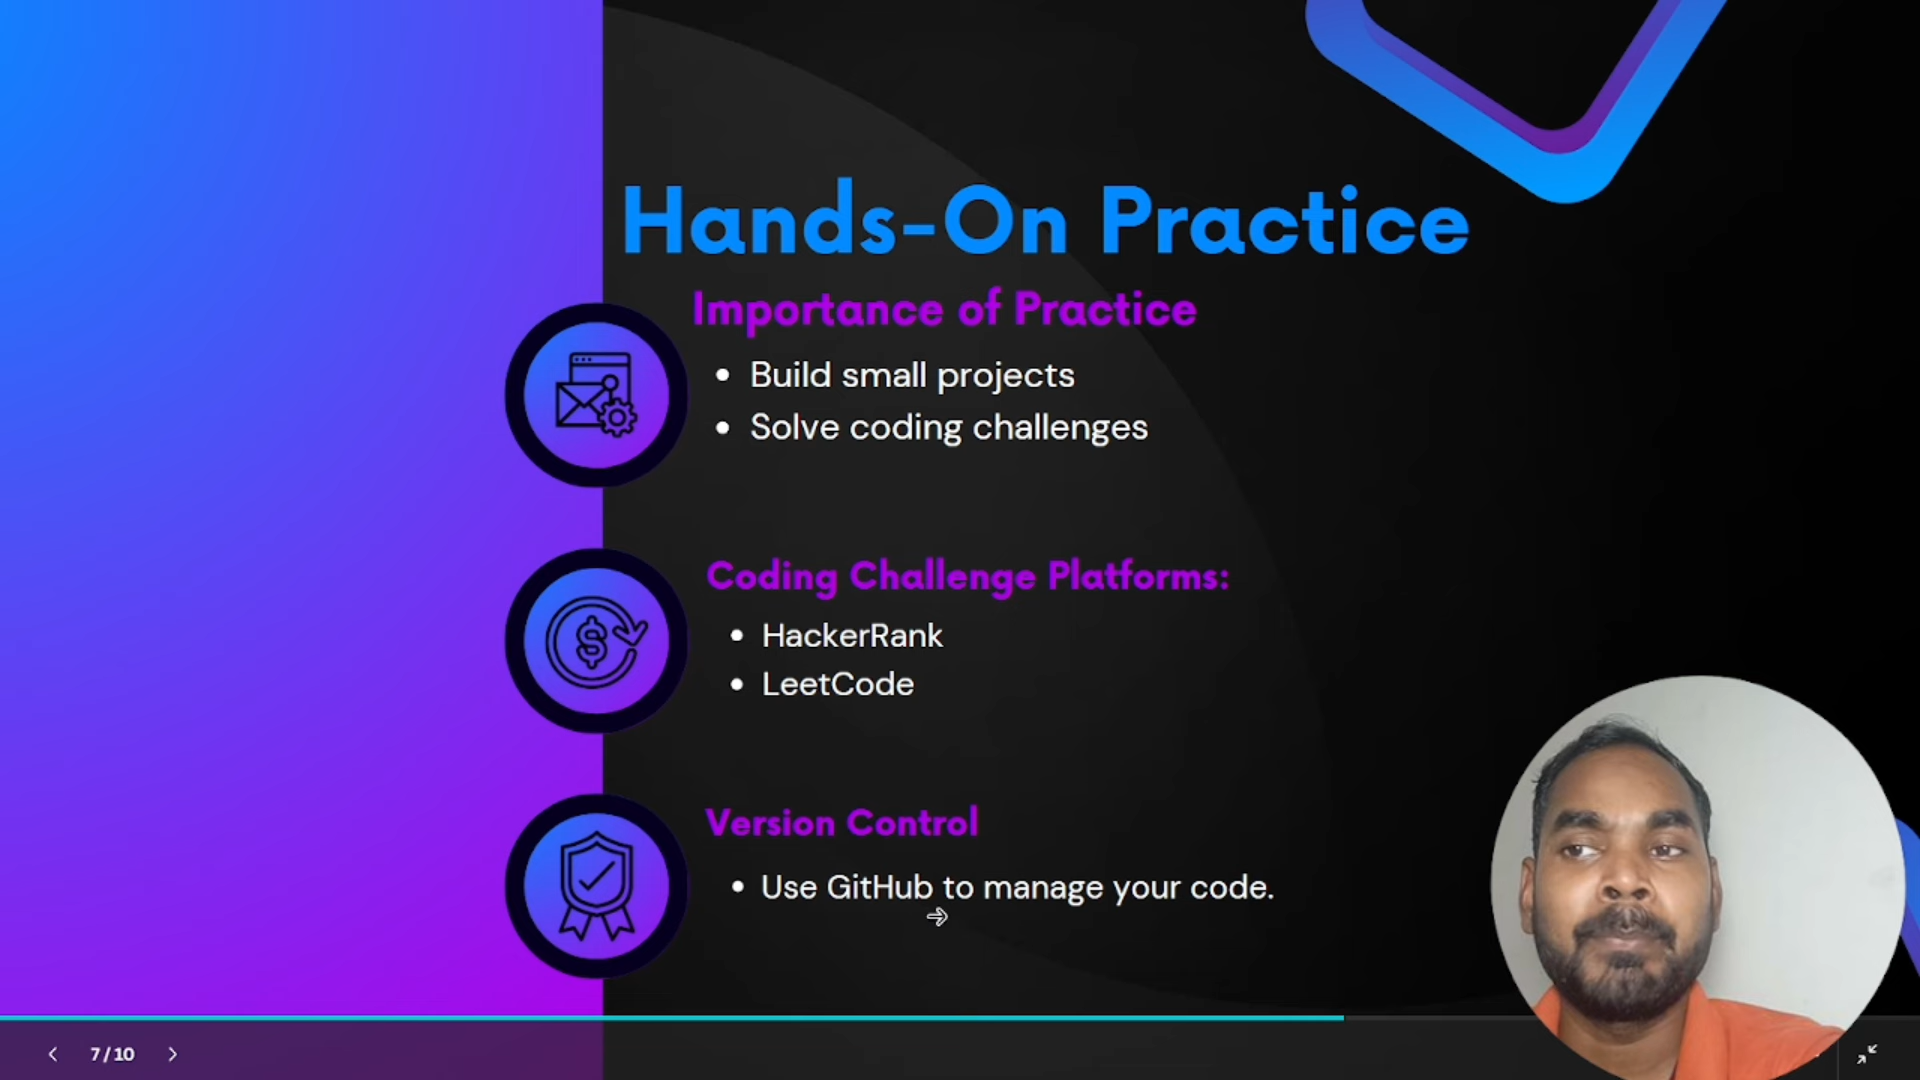 Hands-On Practice
Importance of Practice
• Build small projects
• Solve coding challenges
$
Coding Challenge Platforms:
• HackerRank
• LeetCode
Version Control
• Use GitHub to manage your code.
7/10